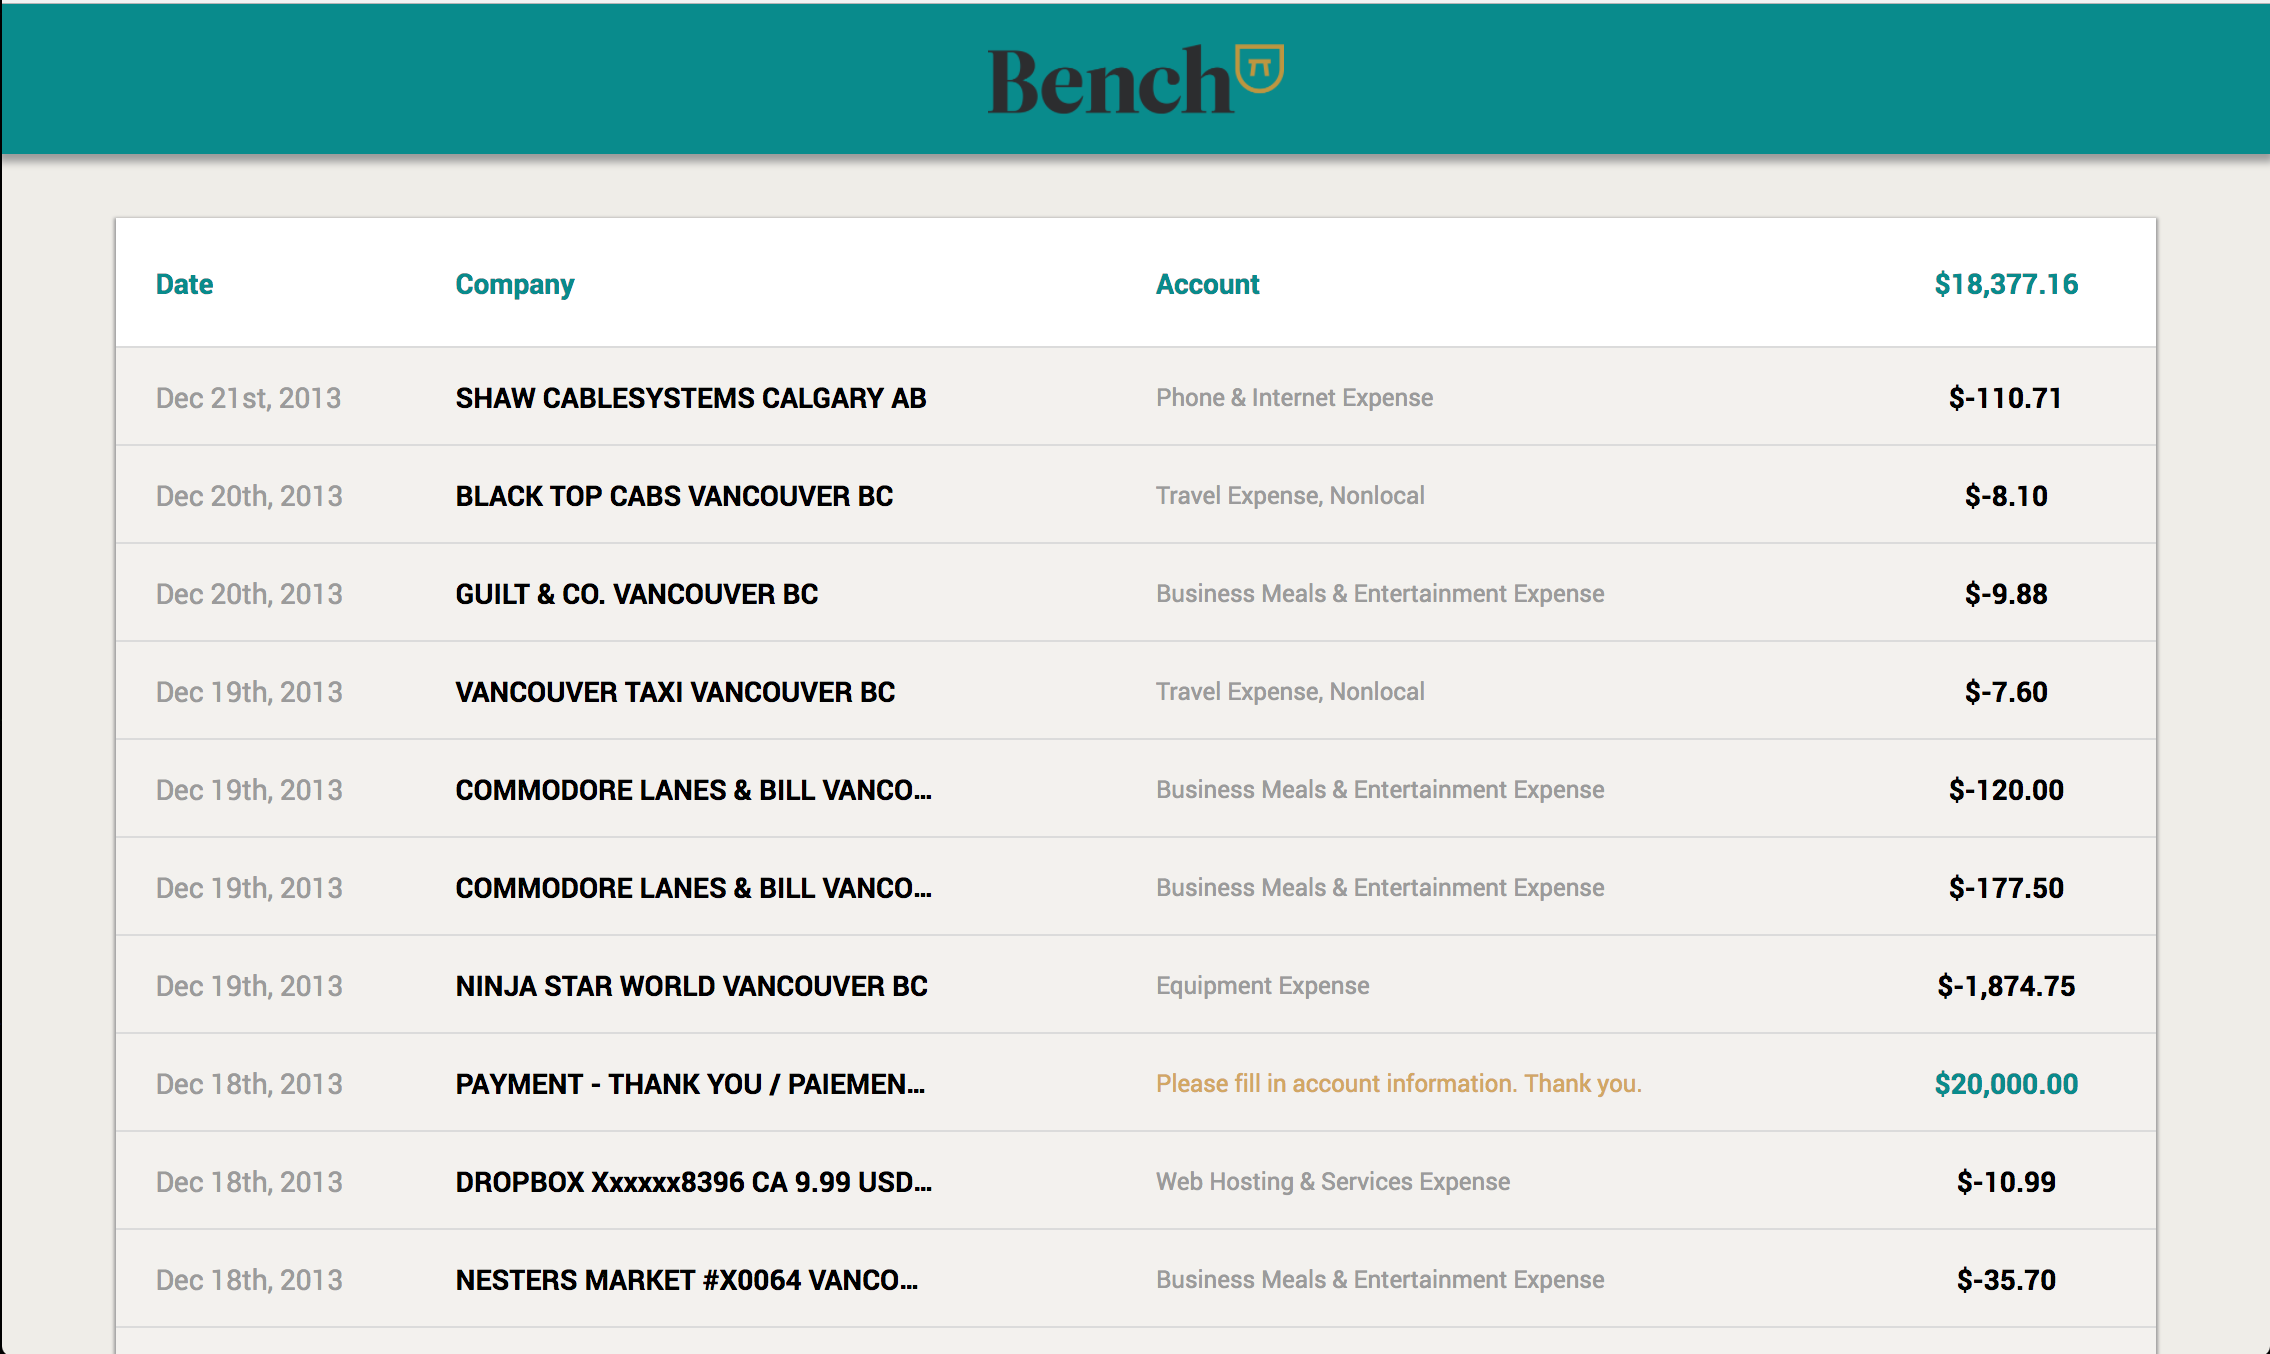 Bench
Date Company Account $18,377.16
Dec 21st, 2013 SHAW CABLESYSTEMS CALGARY AB Phone & Internet Expense $-110.71
Dec 20th, 2013 BLACK TOP CABS VANCOUVER BC Travel Expense, Nonlocal $-8.10
Dec 20th, 2013 GUILT & CO. VANCOUVER BC Business Meals & Entertainment Expense $-9.88
Dec 19th, 2013 VANCOUVER TAXI VANCOUVER BC Travel Expense, Nonlocal $-7.60
Dec 19th, 2013 COMMODORE LANES & BILL VANCO... Business Meals & Entertainment Expense $-120.00
Dec 19th, 2013 COMMODORE LANES & BILL VANCO... Business Meals & Entertainment Expense $-177.50
Dec 19th, 2013 NINJA STAR WORLD VANCOUVER BC Equipment Expense $-1,874.75
Dec 18th, 2013 PAYMENT - THANK YOU / PAIEMEN... Please fill in account information. Thank you. $20,000.00
Dec 18th, 2013 DROPBOX Xxxxxx8396 CA 9.99 USD... Web Hosting & Services Expense $-10.99
Dec 18th, 2013 NESTERS MARKET #X0064 VANCO... Business Meals & Entertainment Expense $-35.70